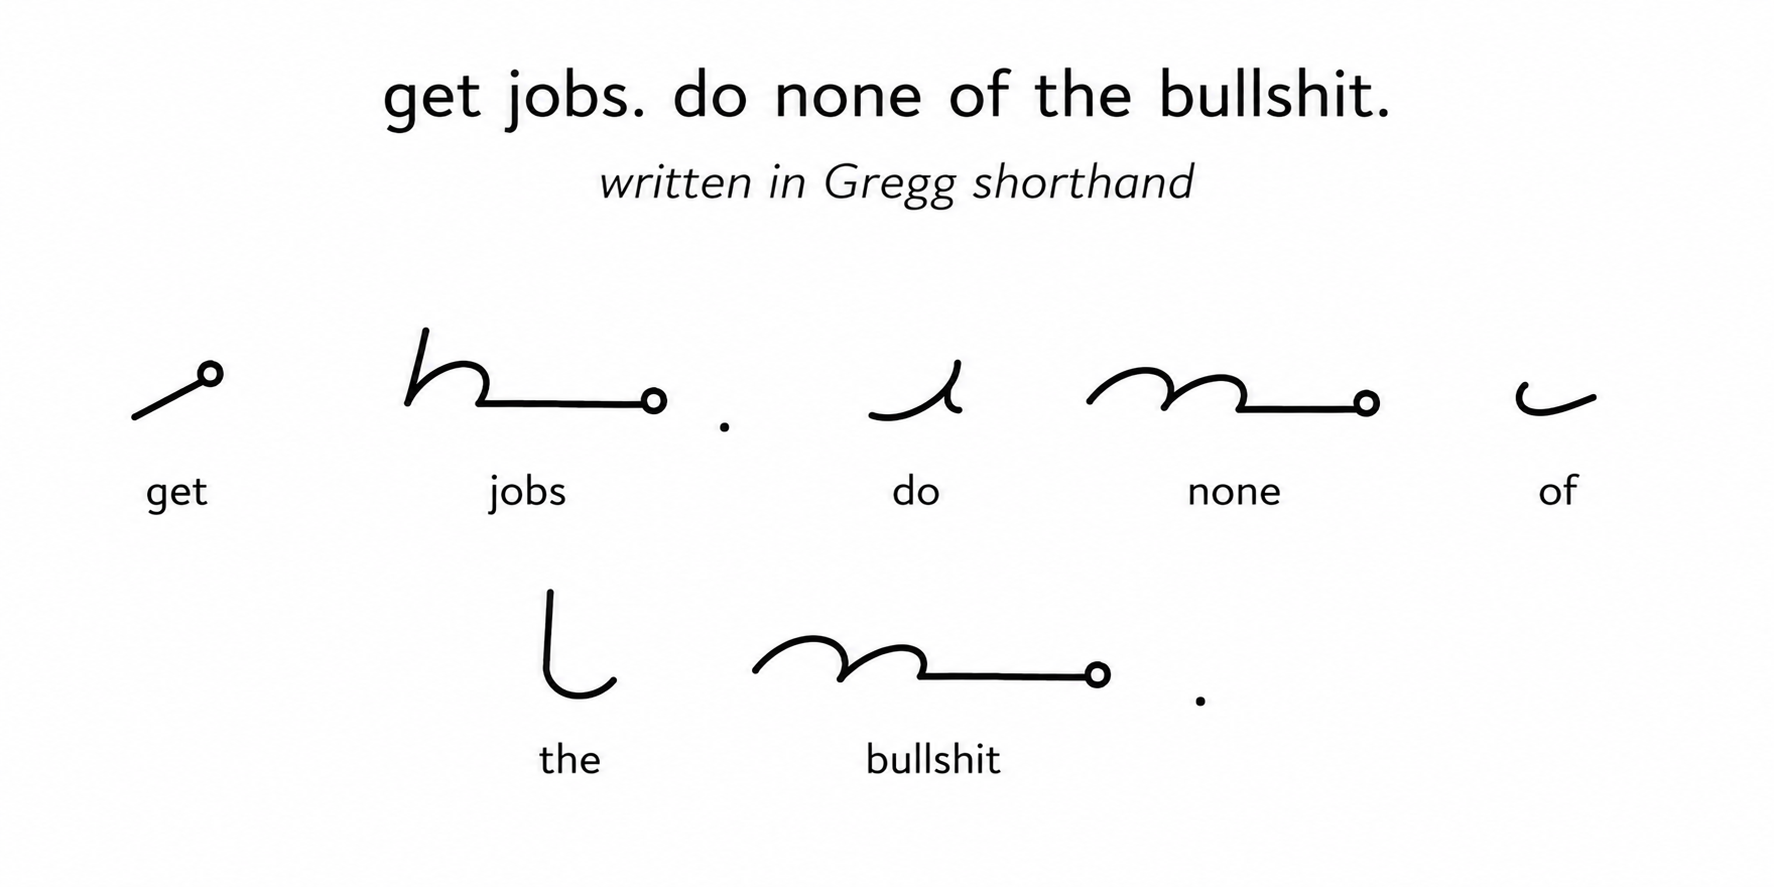 get jobs. do none of the bullshit.
written in Gregg shorthand
get jobs do none of
the bullshit